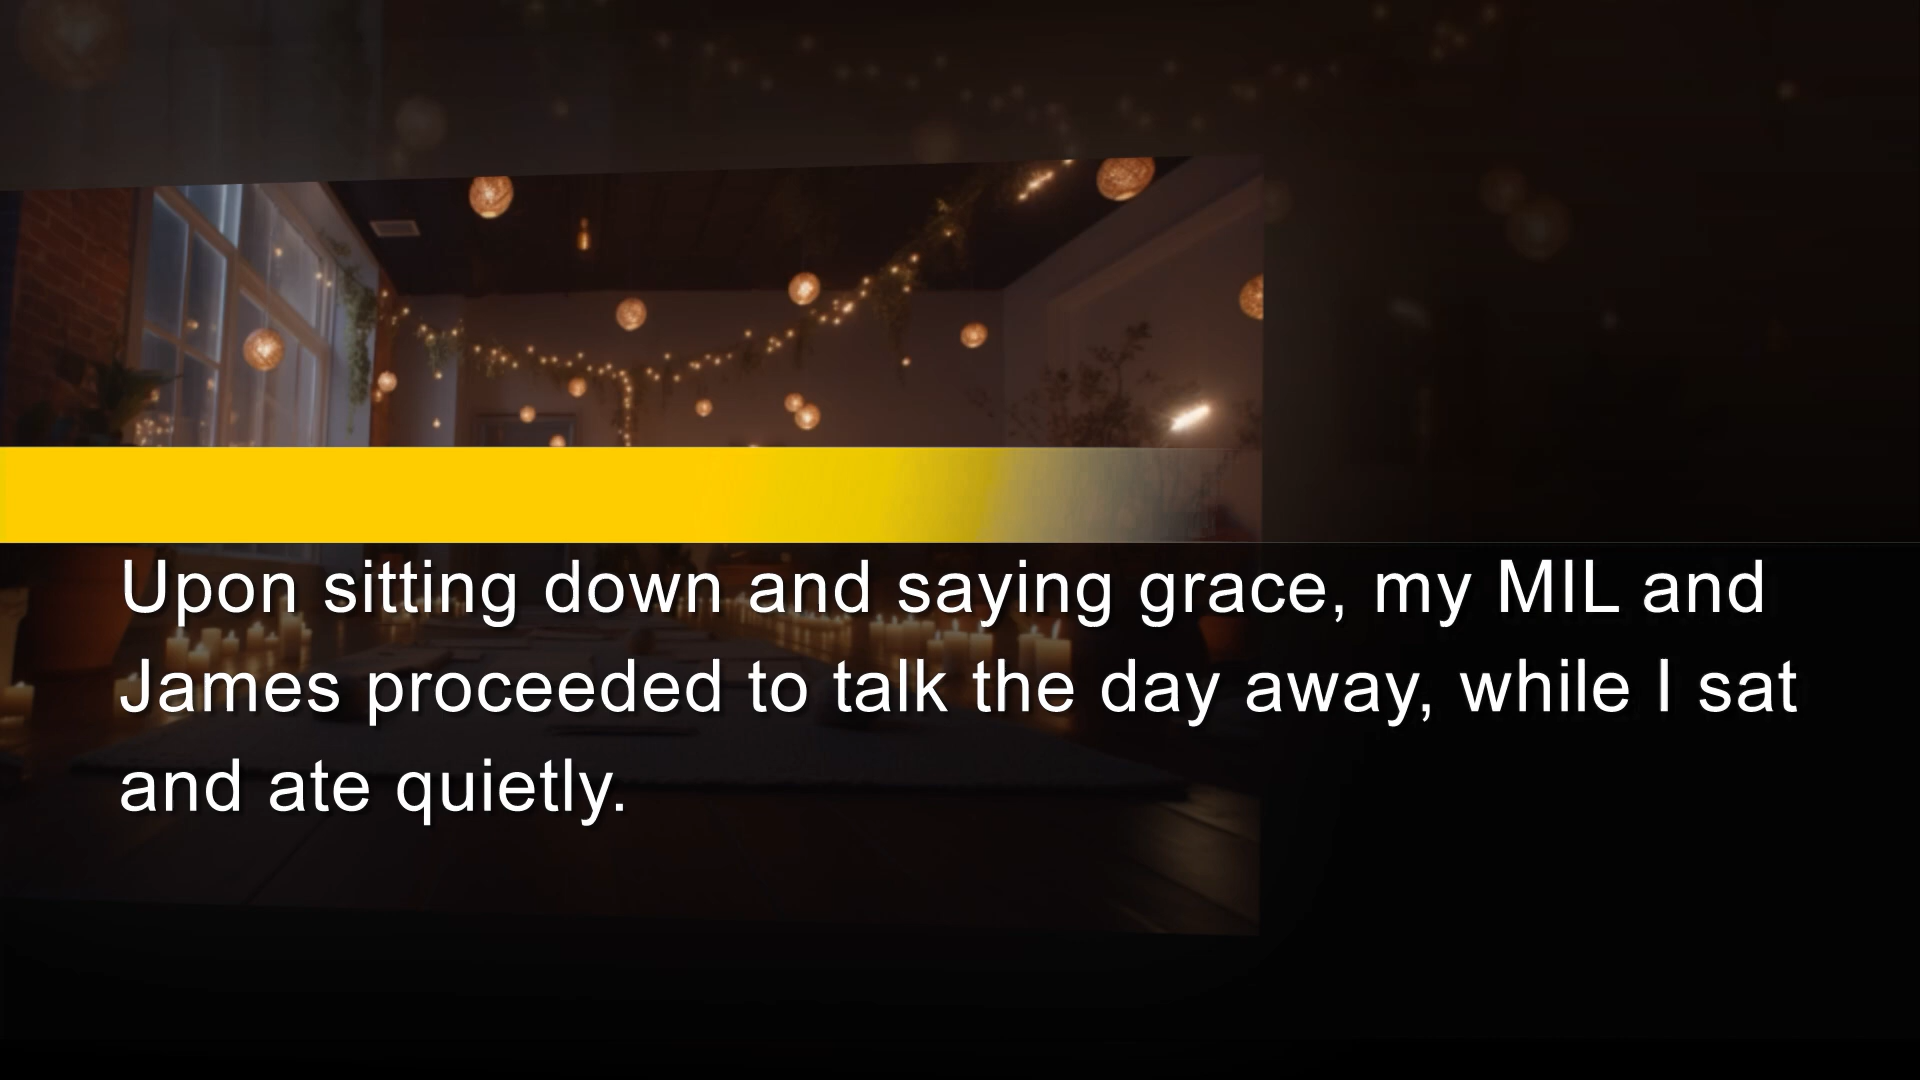 Upon sitting down and saying grace, my MIL and
James proceeded to talk the day away, while I sat
and ate quietly.